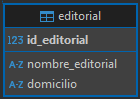 editorial
123 id_editorial
A-Z nombre_editorial
A-Z domicilio